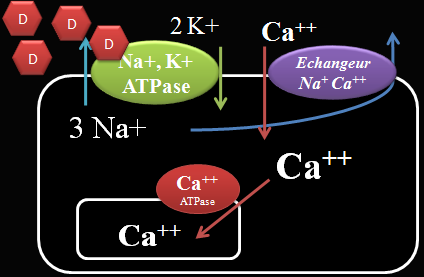 D
D
D
D
2 K+
Ca⁺⁺
Na+, K+
ATPase
Echangeur
Na⁺ Ca⁺⁺
3 Na+
Ca⁺⁺
Ca⁺⁺
ATPase
Ca⁺⁺